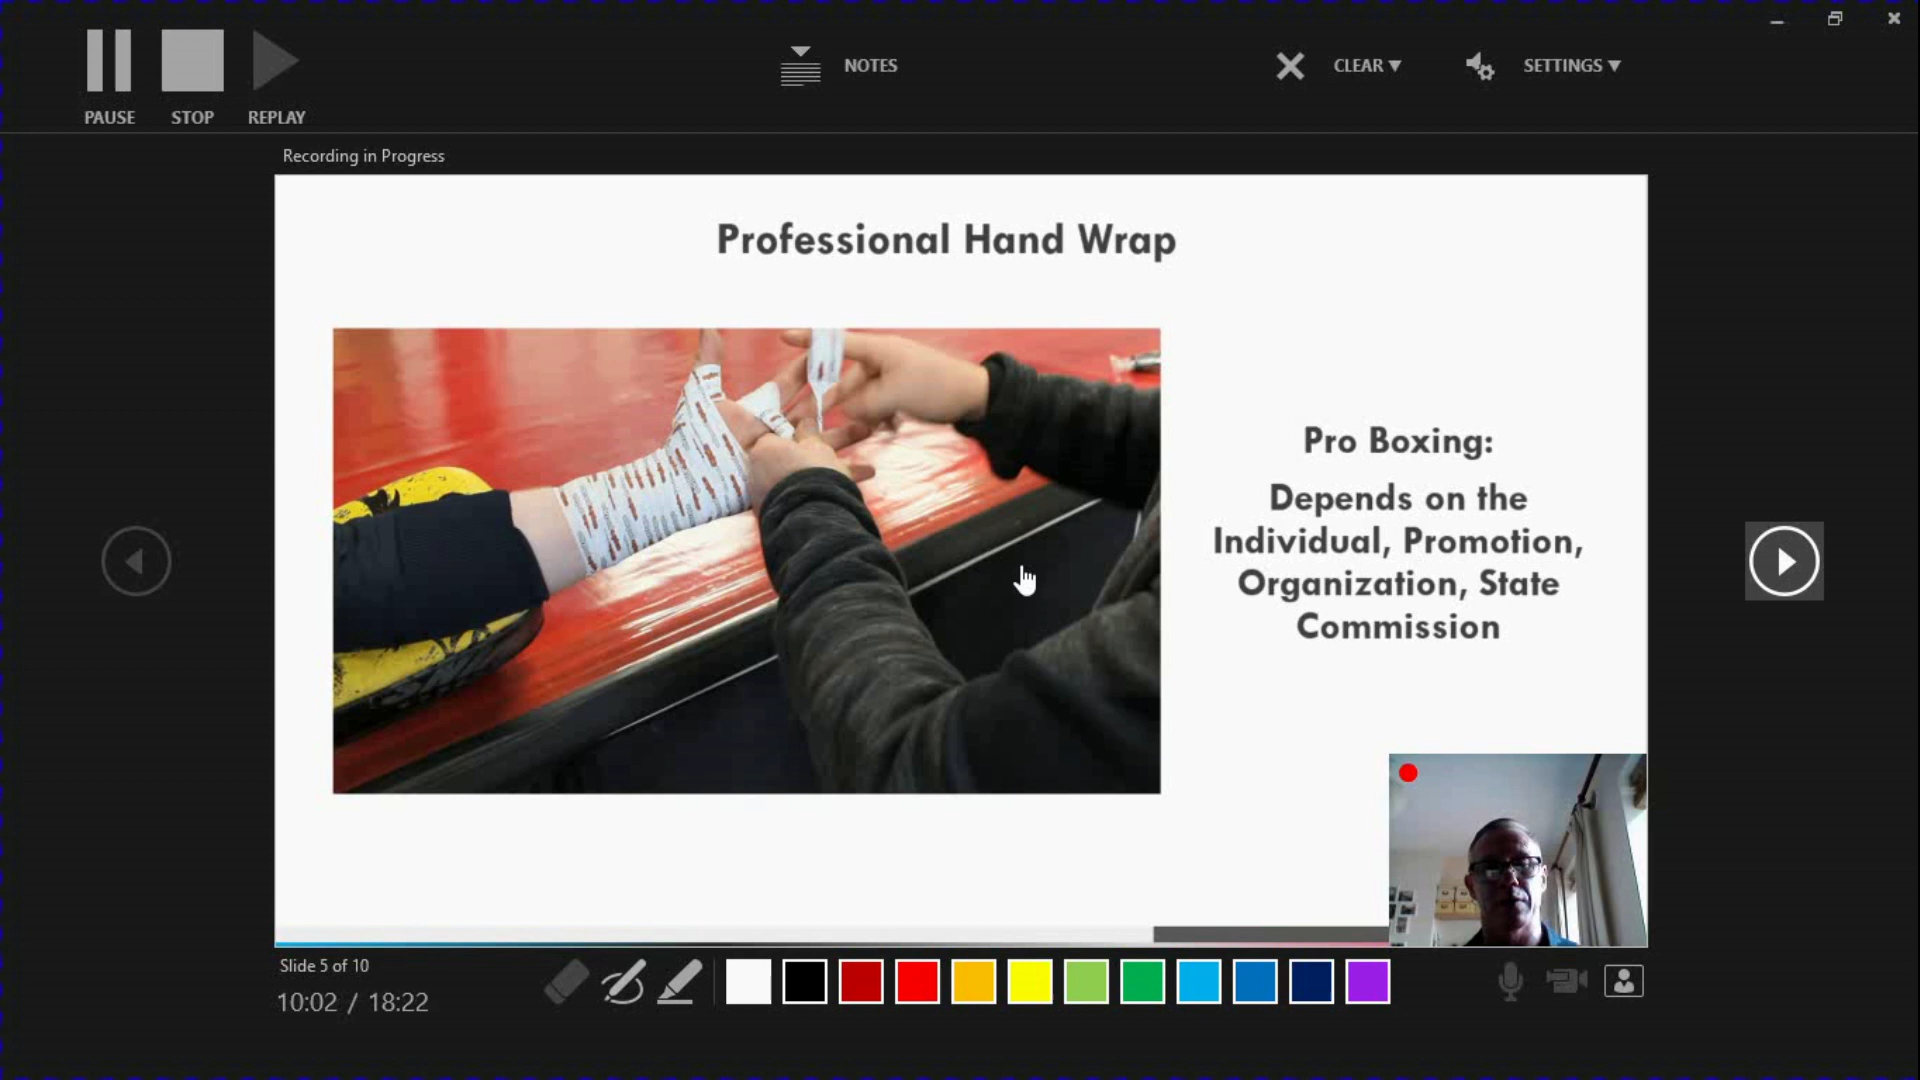 NOTES
CLEAR
SETTINGS
PAUSE
STOP
REPLAY
Recording in Progress
Professional Hand Wrap
Pro Boxing:
Depends on the
Individual, Promotion,
Organization, State
Commission
Slide 5 of 10
10:02 / 18:22